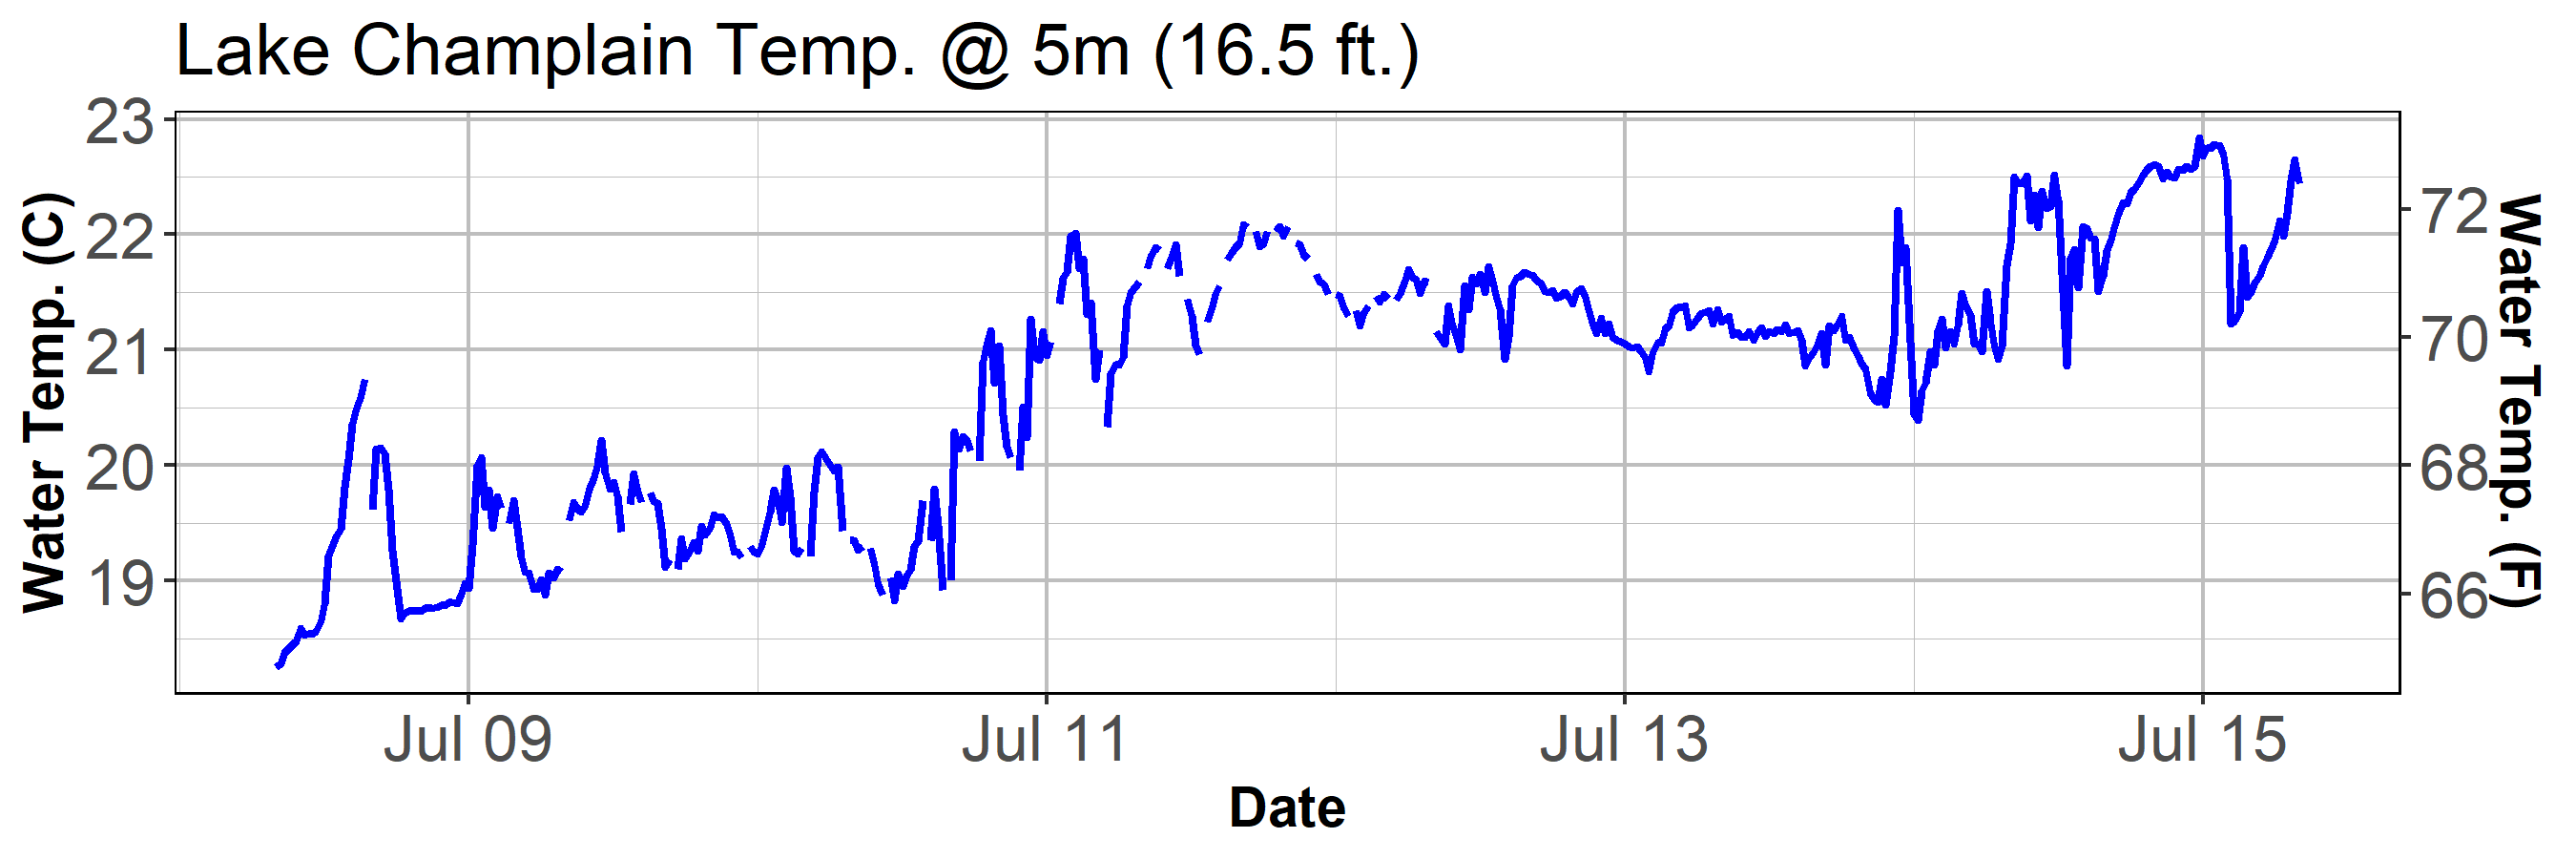 Lake Champlain Temp. @ 5m (16.5 ft.)
Water Temp. (C)
23
22
21
20
19
72
70
68
66
Water Temp. (F)
Jul 09
Jul 11
Jul 13
Jul 15
Date